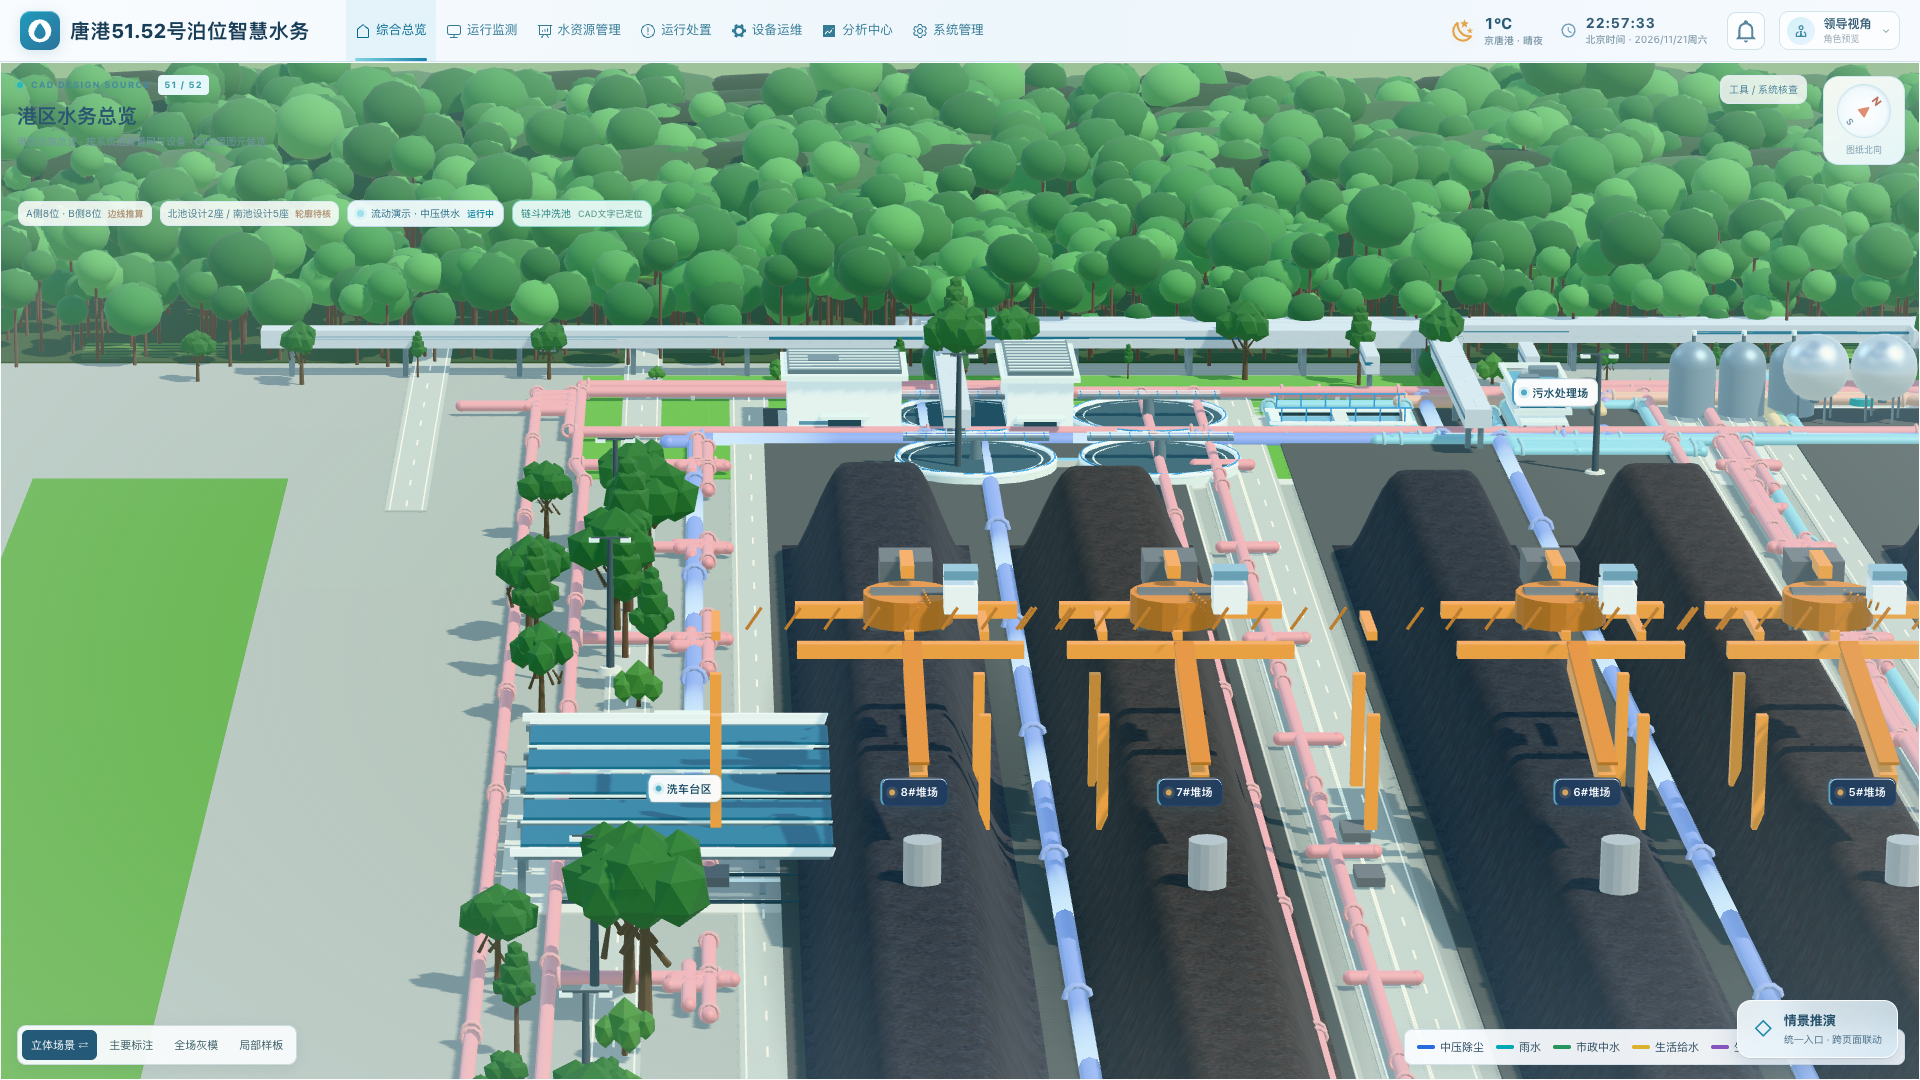 唐港51.52号泊位智慧水务
综合总览
运行监测
水资源管理
运行处置
设备运维
分析中心
系统管理
1°C
京唐港 · 晴夜
22:57:33
北京时间 · 2026/11/21周六
领导视角
角色预览
CAD DESIGN SOURCE
51 / 52
港区水务总览
A侧8位 · B侧8位 边线推算
北池设计2座 / 南池设计5座 轮廓待核
流动演示 · 中压供水 运行中
链斗冲洗池 CAD文字已定位
工具 / 系统核查
N
S
图纸北向
污水处理场
洗车台区
8#堆场
7#堆场
6#堆场
5#堆场
立体场景
主要标注
全场灰模
局部样板
中压除尘
雨水
市政中水
生活给水
情景推演
统一入口 · 跨页面联动